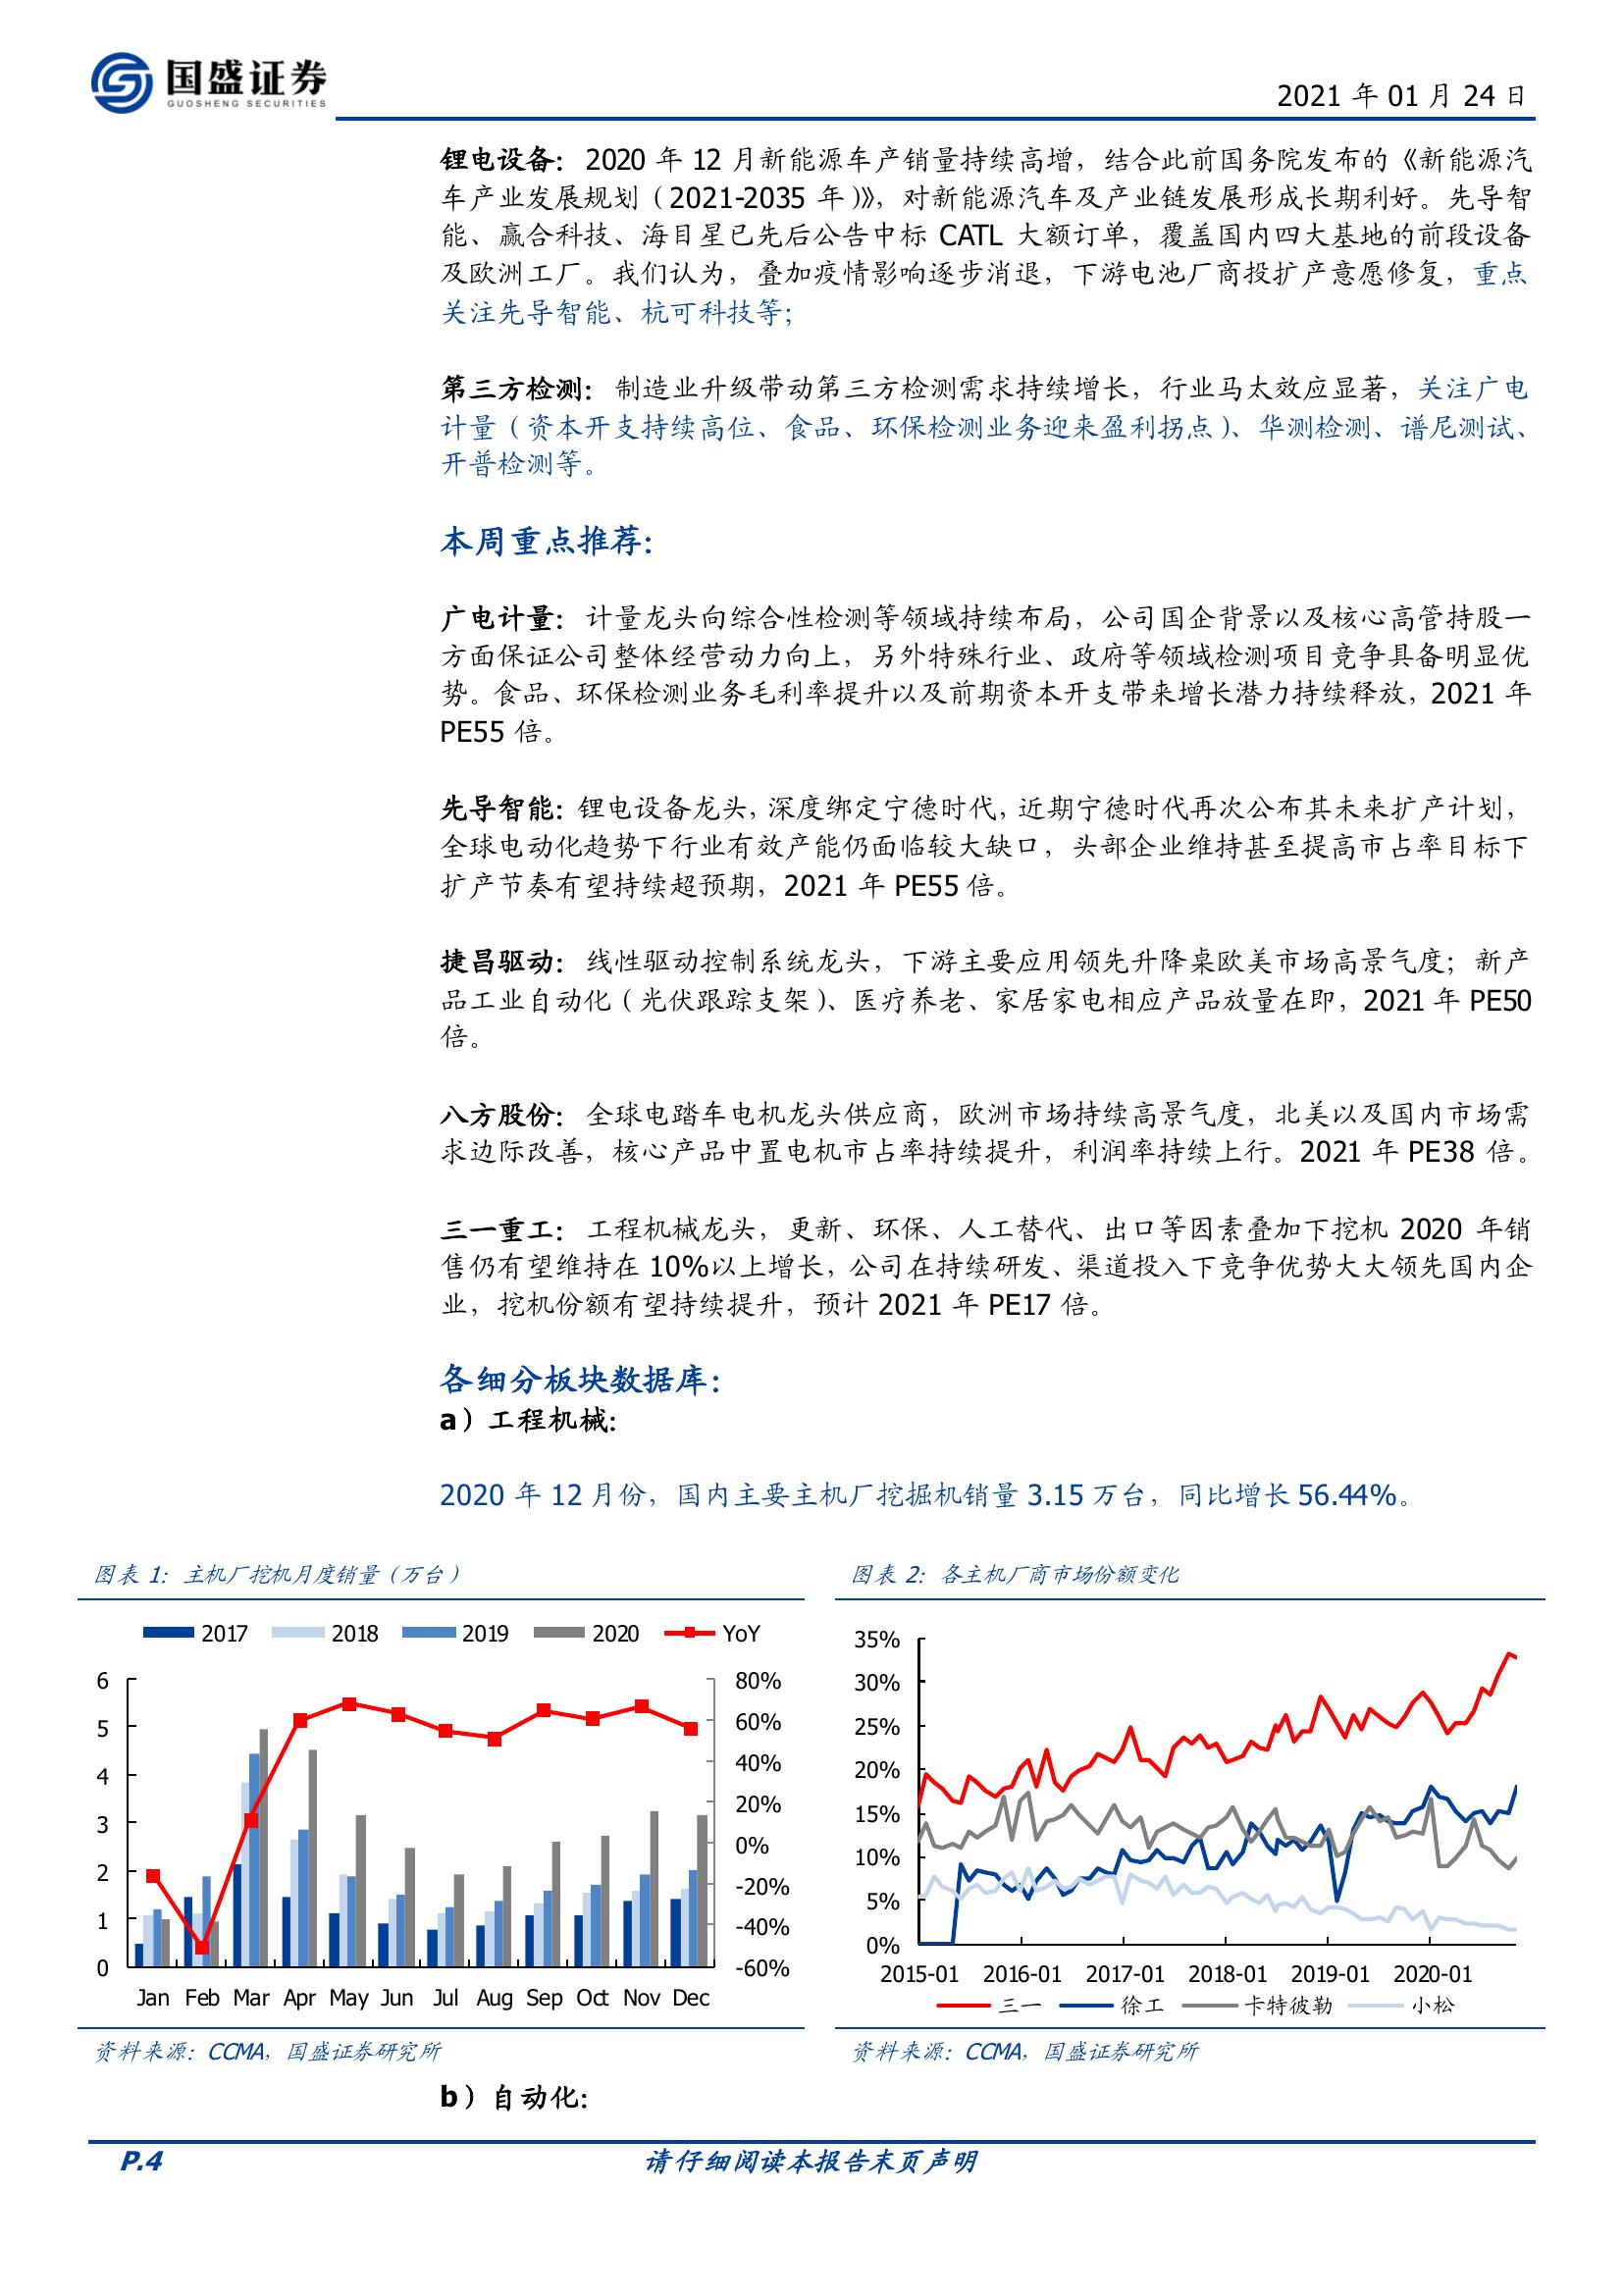 国盛证券
GUOSHENG SECURITIES
2021 年 01 月 24 日
锂电设备：2020 年 12 月新能源车产销量持续高增，结合此前国务院发布的《新能源汽
车产业发展规划（2021-2035 年）》，对新能源汽车及产业链发展形成长期利好。先导智
能、赢合科技、海目星已先后公告中标 CATL 大额订单，覆盖国内四大基地的前段设备
及欧洲工厂。我们认为，叠加疫情影响逐步消退，下游电池厂商投扩产意愿修复，重点
关注先导智能、杭可科技等；
第三方检测：制造业升级带动第三方检测需求持续增长，行业马太效应显著，关注广电
计量（资本开支持续高位、食品、环保检测业务迎来盈利拐点）、华测检测、谱尼测试、
开普检测等。
本周重点推荐：
广电计量：计量龙头向综合性检测等领域持续布局，公司国企背景以及核心高管持股一
方面保证公司整体经营动力向上，另外特殊行业、政府等领域检测项目竞争具备明显优
势。食品、环保检测业务毛利率提升以及前期资本开支带来增长潜力持续释放，2021 年
PE55 倍。
先导智能：锂电设备龙头，深度绑定宁德时代，近期宁德时代再次公布其未来扩产计划，
全球电动化趋势下行业有效产能仍面临较大缺口，头部企业维持甚至提高市占率目标下
扩产节奏有望持续超预期，2021 年 PE55 倍。
捷昌驱动：线性驱动控制系统龙头，下游主要应用领先升降桌欧美市场高景气度；新产
品工业自动化（光伏跟踪支架）、医疗养老、家居家电相应产品放量在即，2021 年 PE50
倍。
八方股份：全球电踏车电机龙头供应商，欧洲市场持续高景气度，北美以及国内市场需
求边际改善，核心产品中置电机市占率持续提升，利润率持续上行。2021 年 PE38 倍。
三一重工：工程机械龙头，更新、环保、人工替代、出口等因素叠加下挖机 2020 年销
售仍有望维持在 10%以上增长，公司在持续研发、渠道投入下竞争优势大大领先国内企
业，挖机份额有望持续提升，预计 2021 年 PE17 倍。
各细分板块数据库：
a）工程机械：
2020 年 12 月份，国内主要主机厂挖掘机销量 3.15 万台，同比增长 56.44%。
图表 1：主机厂挖机月度销量（万台）
2017 2018 2019 2020 YoY
6
5
4
3
2
1
0
80%
60%
40%
20%
0%
-20%
-40%
-60%
Jan Feb Mar Apr May Jun Jul Aug Sep Oct Nov Dec
资料来源：CCMA，国盛证券研究所
图表 2：各主机厂商市场份额变化
35%
30%
25%
20%
15%
10%
5%
0%
2015-01 2016-01 2017-01 2018-01 2019-01 2020-01
三一 徐工 卡特彼勒 小松
资料来源：CCMA，国盛证券研究所
b）自动化：
P.4
请仔细阅读本报告末页声明